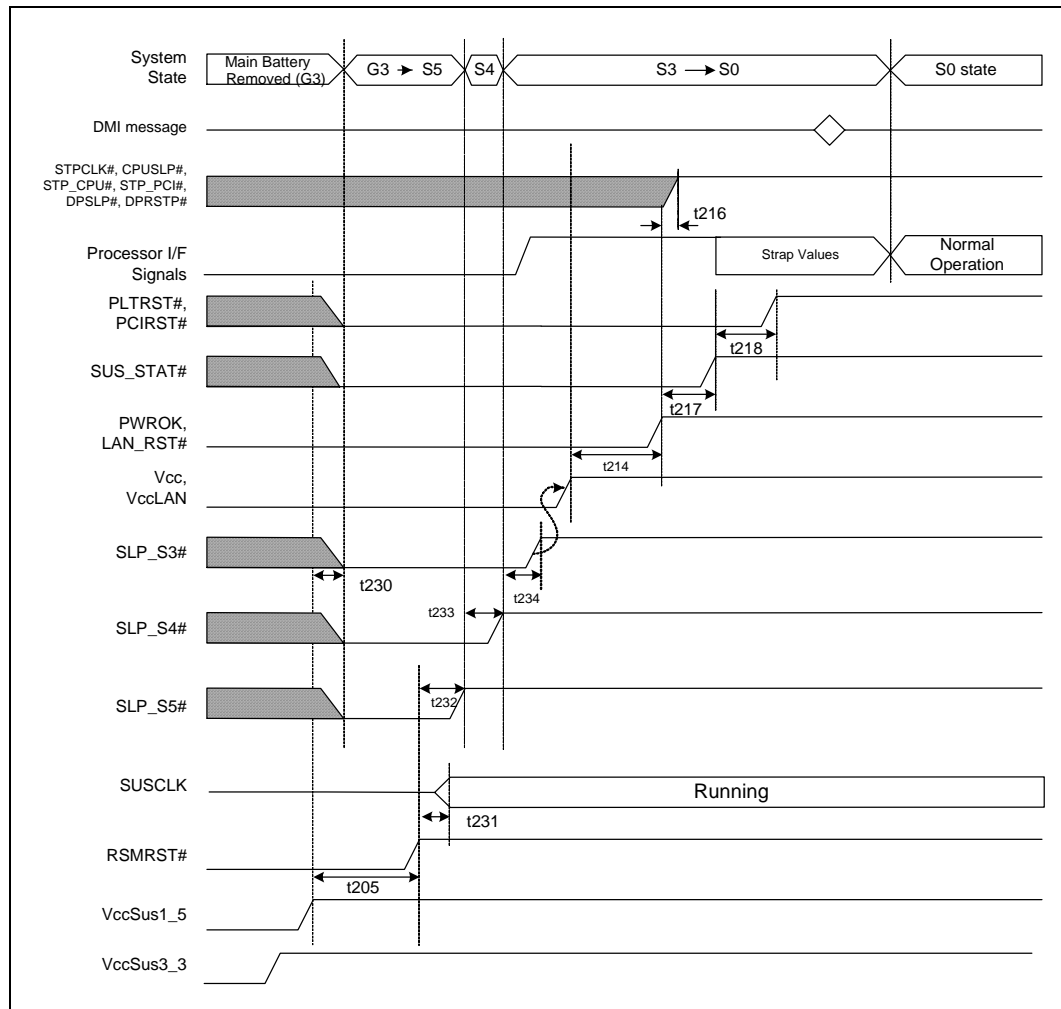 System
State
Main Battery
Removed (G3)
G3 → S5
S4
S3 → S0
S0 state
DMI message
STPCLK#, CPUSLP#,
STP_CPU#, STP_PCI#,
DPSLP#, DPRSTP#
t216
Processor I/F
Signals
Strap Values
Normal
Operation
PLTRST#,
PCIRST#
t218
SUS_STAT#
t217
PWROK,
LAN_RST#
t214
Vcc,
VccLAN
SLP_S3#
t230
t234
t233
SLP_S4#
SLP_S5#
t232
SUSCLK
Running
t231
RSMRST#
t205
VccSus1_5
VccSus3_3